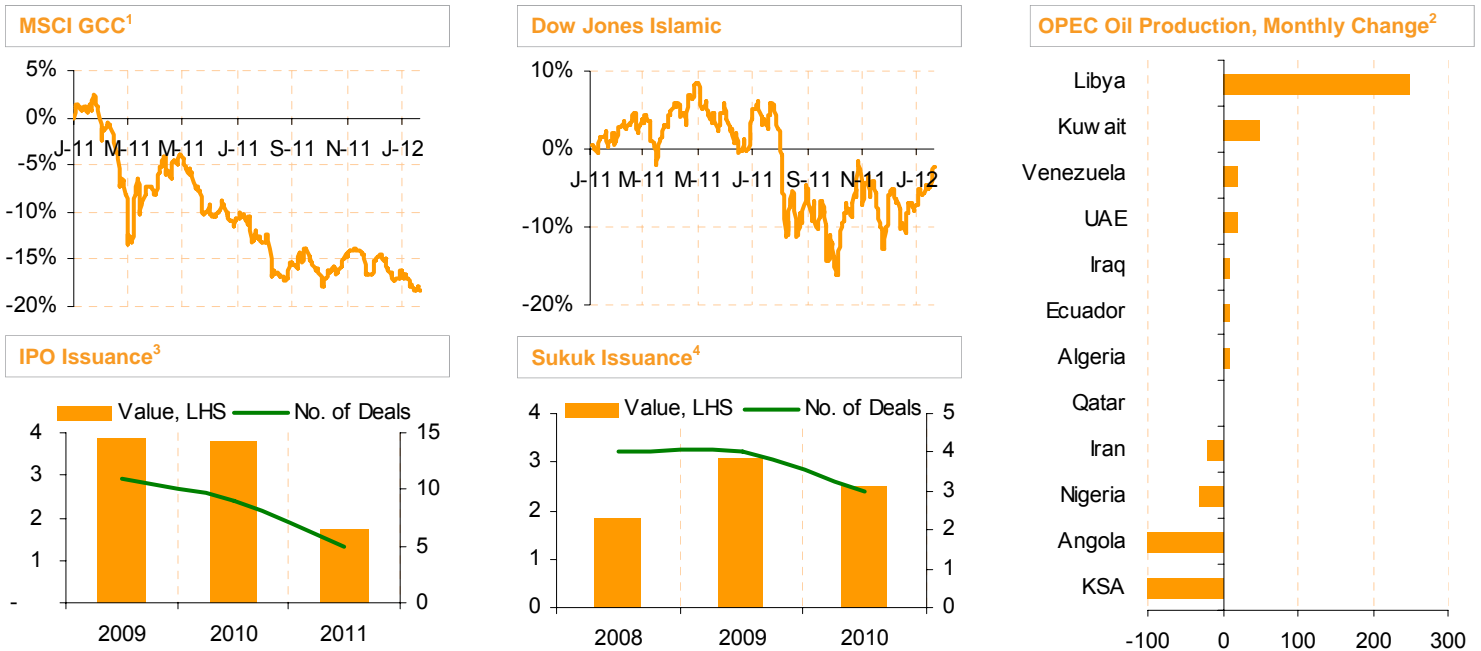 MSCI GCC¹
5%
0%
-5%
-10%
-15%
-20%
J-11 M-11 M-11 J-11 S-11 N-11 J-12
Dow Jones Islamic
10%
0%
-10%
-20%
J-11 M-11 M-11 J-11 S-11 N-11 J-12
OPEC Oil Production, Monthly Change²
Libya
Kuwait
Venezuela
UAE
Iraq
Ecuador
Algeria
Qatar
Iran
Nigeria
Angola
KSA
-100 0 100 200 300
IPO Issuance³
Value, LHS No. of Deals
4
3
2
1
-
15
10
5
0
2009 2010 2011
Sukuk Issuance⁴
Value, LHS No. of Deals
4
3
2
1
0
5
4
3
2
1
0
2008 2009 2010